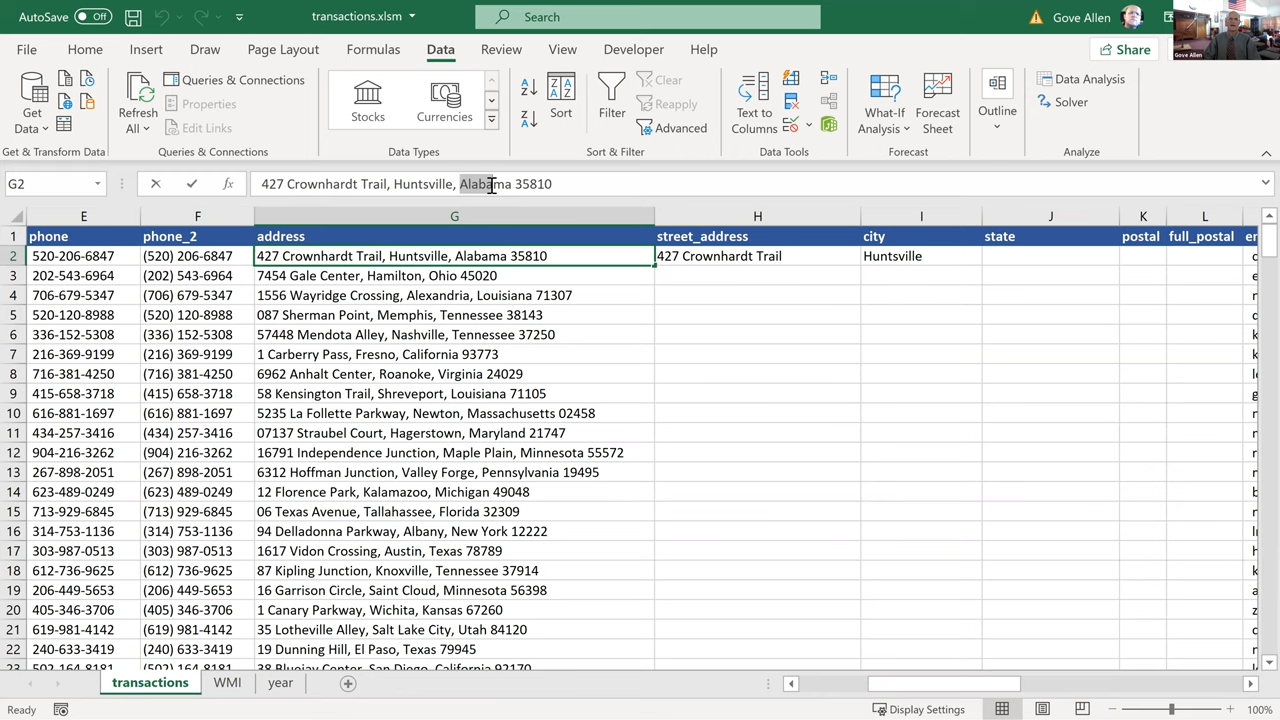 AutoSave Off transactions.xlsm Search Gove Allen
Gove Allen
File Home Insert Draw Page Layout Formulas Data Review View Developer Help Share
Get Data Refresh All Queries & Connections Properties Edit Links Stocks Currencies Sort Filter Clear Reapply Advanced Text to Columns What-If Analysis Forecast Sheet Outline Data Analysis Solver
Get & Transform Data Queries & Connections Data Types Sort & Filter Data Tools Forecast Analyze
G2 fx 427 Crownhardt Trail, Huntsville, Alabama 35810
E F G H I J K L
1 phone phone_2 address street_address city state postal full_postal
2 520-206-6847 (520) 206-6847 427 Crownhardt Trail, Huntsville, Alabama 35810 427 Crownhardt Trail Huntsville
3 202-543-6964 (202) 543-6964 7454 Gale Center, Hamilton, Ohio 45020
4 706-679-5347 (706) 679-5347 1556 Wayridge Crossing, Alexandria, Louisiana 71307
5 520-120-8988 (520) 120-8988 087 Sherman Point, Memphis, Tennessee 38143
6 336-152-5308 (336) 152-5308 57448 Mendota Alley, Nashville, Tennessee 37250
7 216-369-9199 (216) 369-9199 1 Carberry Pass, Fresno, California 93773
8 716-381-4250 (716) 381-4250 6962 Anhalt Center, Roanoke, Virginia 24029
9 415-658-3718 (415) 658-3718 58 Kensington Trail, Shreveport, Louisiana 71105
10 616-881-1697 (616) 881-1697 5235 La Follette Parkway, Newton, Massachusetts 02458
11 434-257-3416 (434) 257-3416 07137 Straubel Court, Hagerstown, Maryland 21747
12 904-216-3262 (904) 216-3262 16791 Independence Junction, Maple Plain, Minnesota 55572
13 267-898-2051 (267) 898-2051 6312 Hoffman Junction, Valley Forge, Pennsylvania 19495
14 623-489-0249 (623) 489-0249 12 Florence Park, Kalamazoo, Michigan 49048
15 713-929-6845 (713) 929-6845 06 Texas Avenue, Tallahassee, Florida 32309
16 314-753-1136 (314) 753-1136 94 Delladonna Parkway, Albany, New York 12222
17 303-987-0513 (303) 987-0513 1617 Vidon Crossing, Austin, Texas 78789
18 612-736-9625 (612) 736-9625 87 Kipling Junction, Knoxville, Tennessee 37914
19 206-449-5653 (206) 449-5653 16 Garrison Circle, Saint Cloud, Minnesota 56398
20 405-346-3706 (405) 346-3706 1 Canary Parkway, Wichita, Kansas 67260
21 619-981-4142 (619) 981-4142 35 Lotheville Alley, Salt Lake City, Utah 84120
22 240-633-3419 (240) 633-3419 19 Dunning Hill, El Paso, Texas 79945
23 502-164-8181 (502) 164-8181 38 Bluejay Center, San Diego, California 92170
transactions WMI year
Ready Display Settings 100%